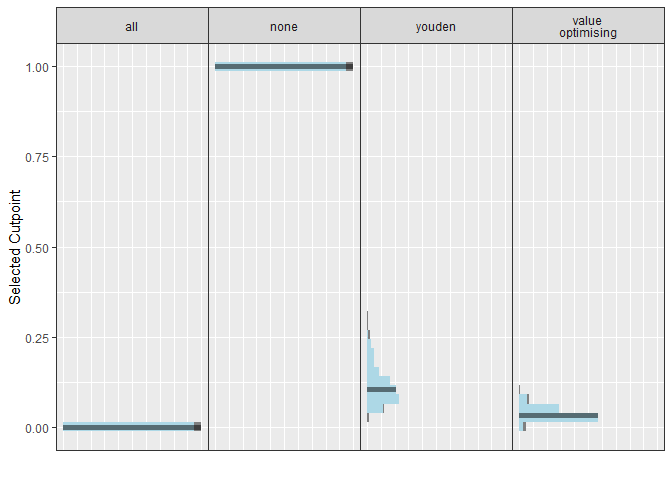 all
none
youden
value
optimising
Selected Cutpoint
1.00
0.75
0.50
0.25
0.00